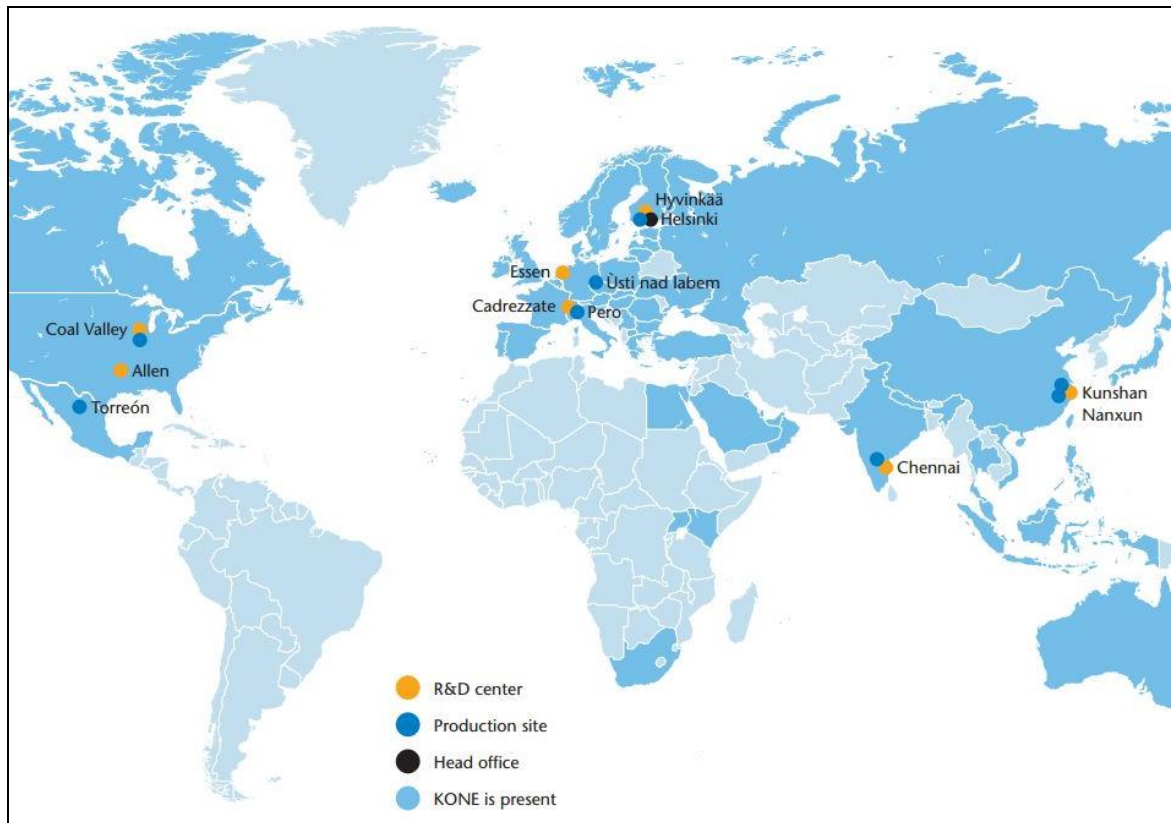 Hyvinkää
Helsinki
Essen
Ùsti nad labem
Cadrezzate
Pero
Coal Valley
Allen
Torreón
Kunshan
Nanxun
Chennai
R&D center
Production site
Head office
KONE is present